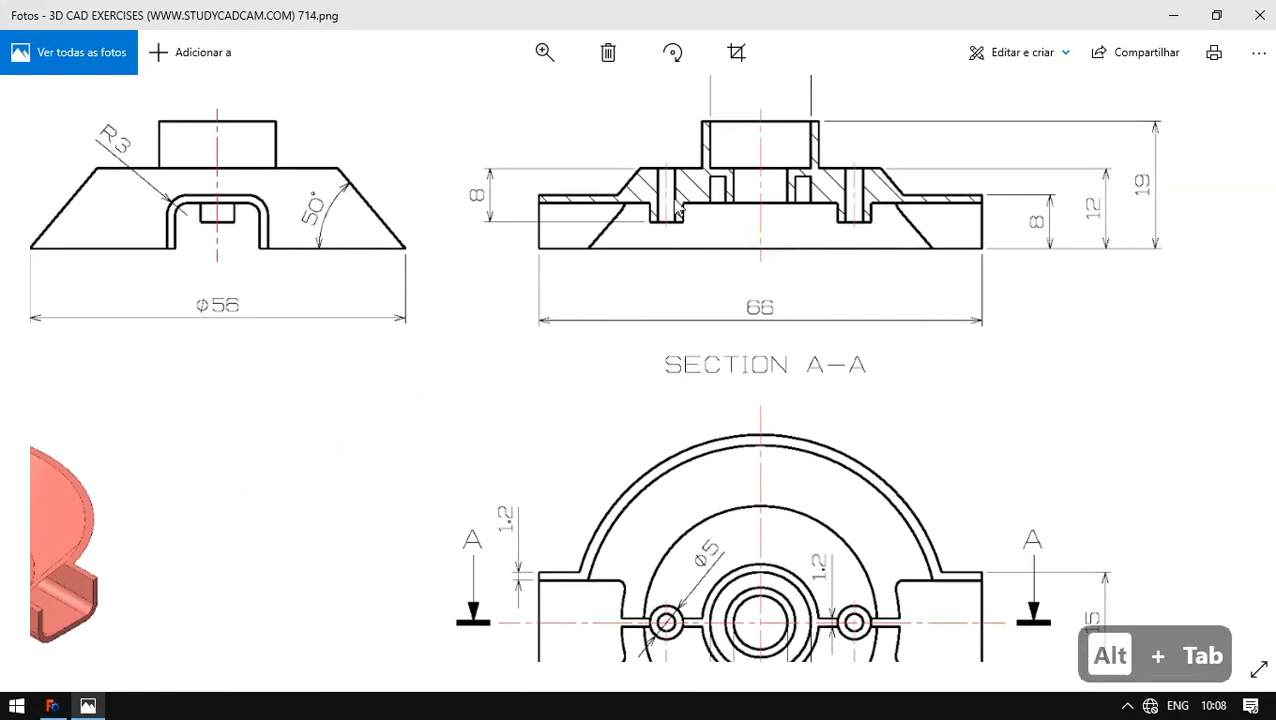 Fotos - 3D CAD EXERCISES (WWW.STUDYCADCAM.COM) 714.png
Ver todas as fotos
Adicionar a
Editar e criar
Compartilhar
R3
50°
Φ56
8
8
12
19
66
SECTION A-A
1.2
A
Φ5
1.2
A
15
Alt + Tab
ENG 10:08